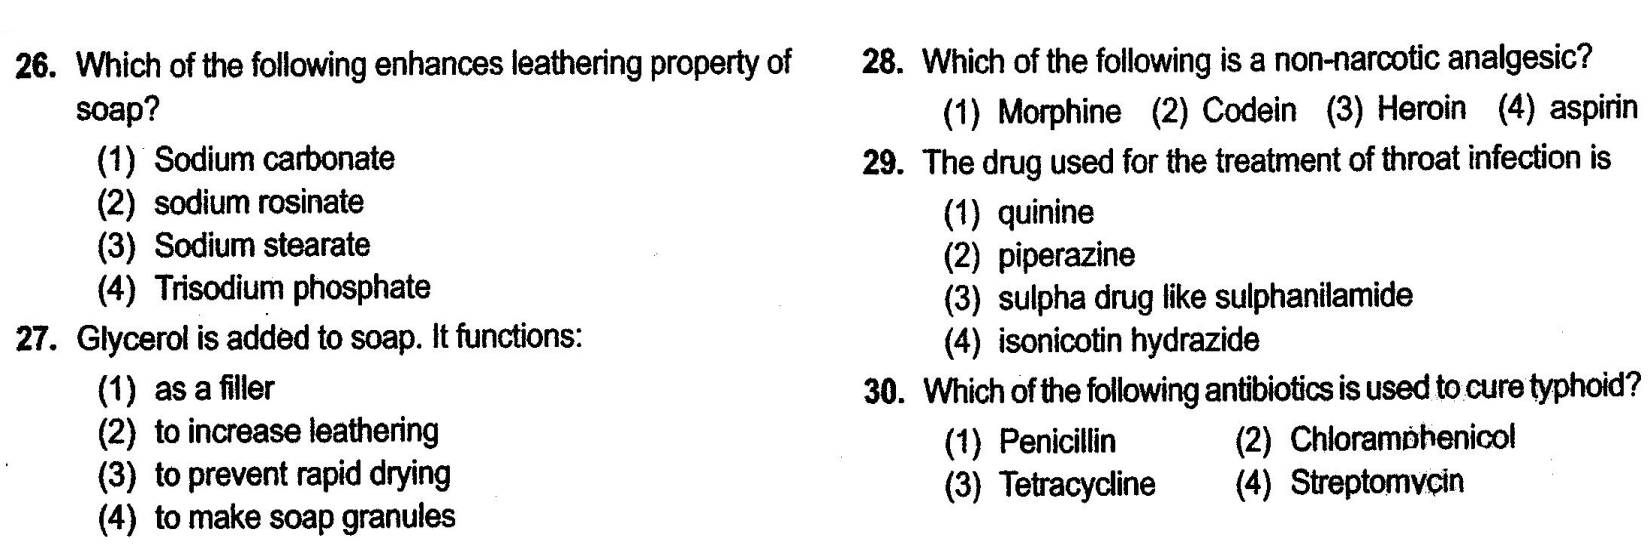 26. Which of the following enhances leathering property of
soap?
(1) Sodium carbonate
(2) sodium rosinate
(3) Sodium stearate
(4) Trisodium phosphate
27. Glycerol is added to soap. It functions:
(1) as a filler
(2) to increase leathering
(3) to prevent rapid drying
(4) to make soap granules
28. Which of the following is a non-narcotic analgesic?
(1) Morphine (2) Codein (3) Heroin (4) aspirin
29. The drug used for the treatment of throat infection is
(1) quinine
(2) piperazine
(3) sulpha drug like sulphanilamide
(4) isonicotin hydrazide
30. Which of the following antibiotics is used to cure typhoid?
(1) Penicillin (2) Chloramphenicol
(3) Tetracycline (4) Streptomycin